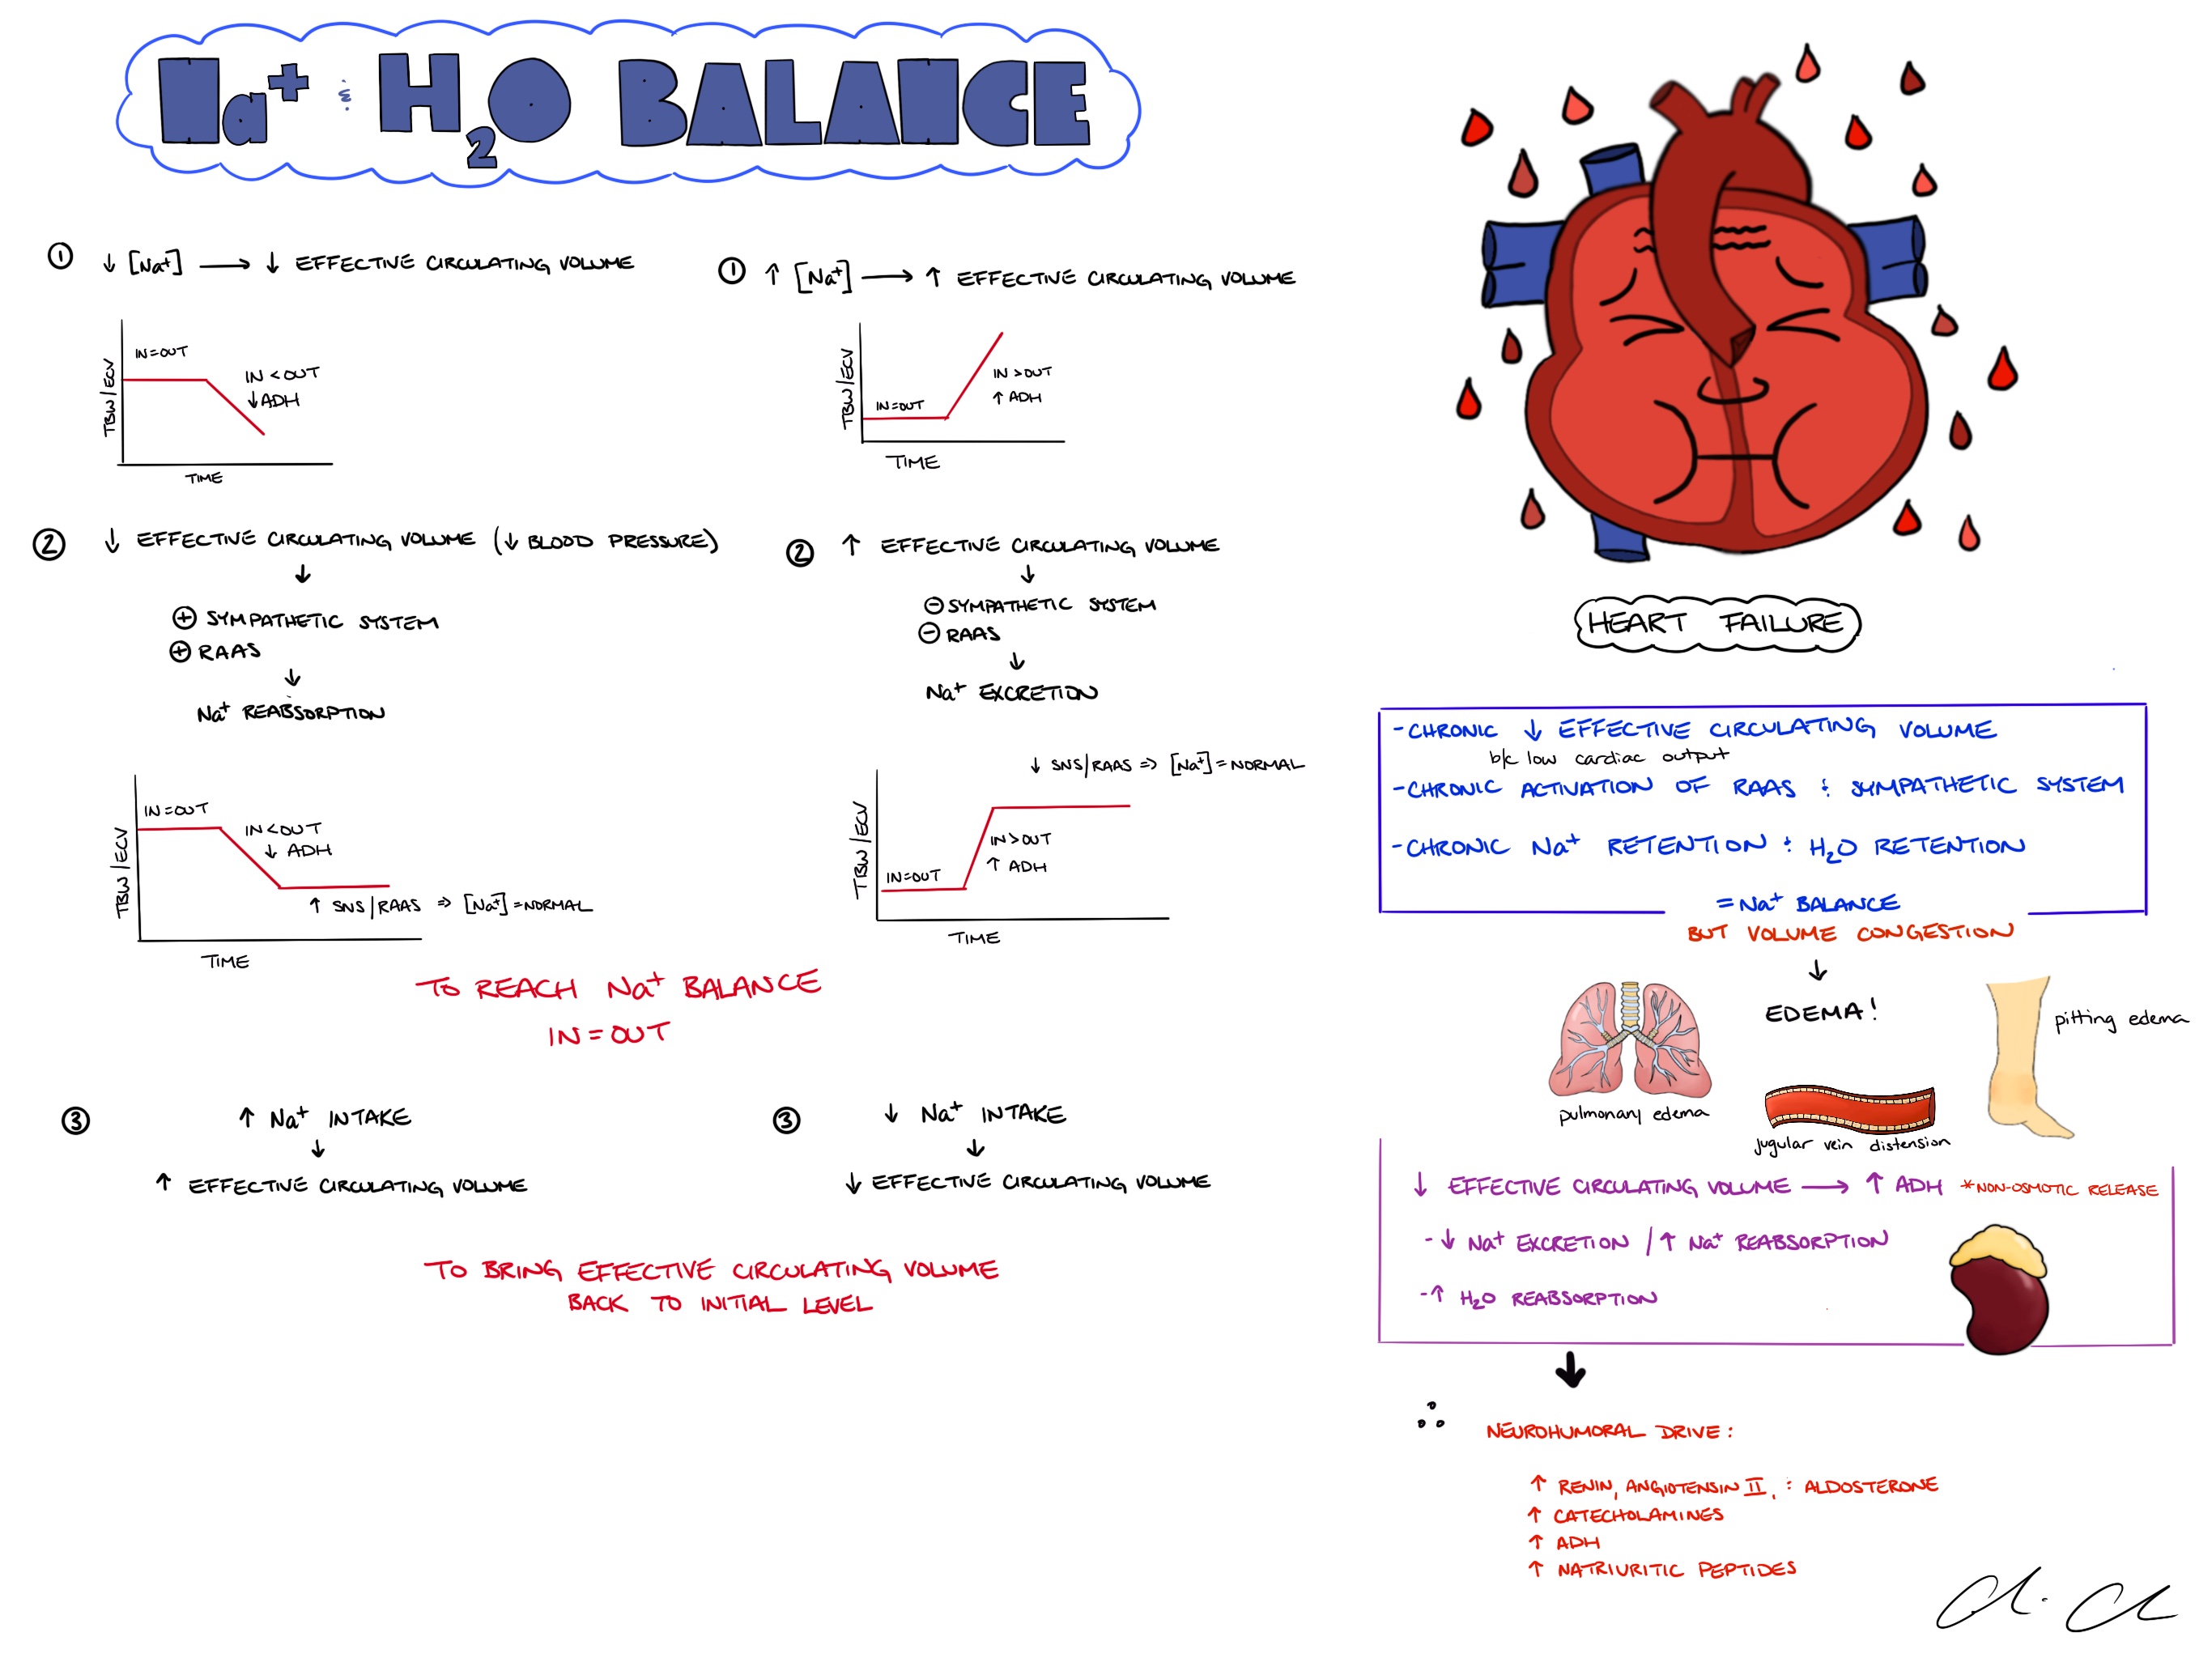 Na⁺ & H₂O BALANCE
① ↓ [Na⁺] → ↓ EFFECTIVE CIRCULATING VOLUME
TBW/ECV
IN=OUT
IN < OUT
↓ADH
TIME
② ↓ EFFECTIVE CIRCULATING VOLUME (↓ BLOOD PRESSURE)
↓
⊕ SYMPATHETIC SYSTEM
⊕ RAAS
↓
Na⁺ REABSORPTION
TBW/ECV
IN=OUT
IN<OUT
↓ ADH
↑ SNS/RAAS => [Na⁺]=NORMAL
TIME
① ↑ [Na⁺] → ↑ EFFECTIVE CIRCULATING VOLUME
TBW/ECV
IN=OUT
IN > OUT
↑ ADH
TIME
② ↑ EFFECTIVE CIRCULATING VOLUME
↓
⊖ SYMPATHETIC SYSTEM
⊖ RAAS
↓
Na⁺ EXCRETION
↓ SNS/RAAS => [Na⁺]=NORMAL
TBW/ECV
IN=OUT
IN>OUT
↑ ADH
TIME
TO REACH Na⁺ BALANCE
IN=OUT
③ ↑ Na⁺ INTAKE
↓
↑ EFFECTIVE CIRCULATING VOLUME
③ ↓ Na⁺ INTAKE
↓
↓ EFFECTIVE CIRCULATING VOLUME
TO BRING EFFECTIVE CIRCULATING VOLUME
BACK TO INITIAL LEVEL
HEART FAILURE
-CHRONIC ↓ EFFECTIVE CIRCULATING VOLUME
b/c low cardiac output
-CHRONIC ACTIVATION OF RAAS & SYMPATHETIC SYSTEM
-CHRONIC Na⁺ RETENTION & H₂O RETENTION
= Na⁺ BALANCE
BUT VOLUME CONGESTION
↓
EDEMA!
pulmonary edema
jugular vein distension
pitting edema
↓ EFFECTIVE CIRCULATING VOLUME → ↑ ADH *NON-OSMOTIC RELEASE
-↓ Na⁺ EXCRETION / ↑ Na⁺ REABSORPTION
-↑ H₂O REABSORPTION
↓
∴ NEUROHUMORAL DRIVE:
↑ RENIN, ANGIOTENSIN II, & ALDOSTERONE
↑ CATECHOLAMINES
↑ ADH
↑ NATRIURITIC PEPTIDES